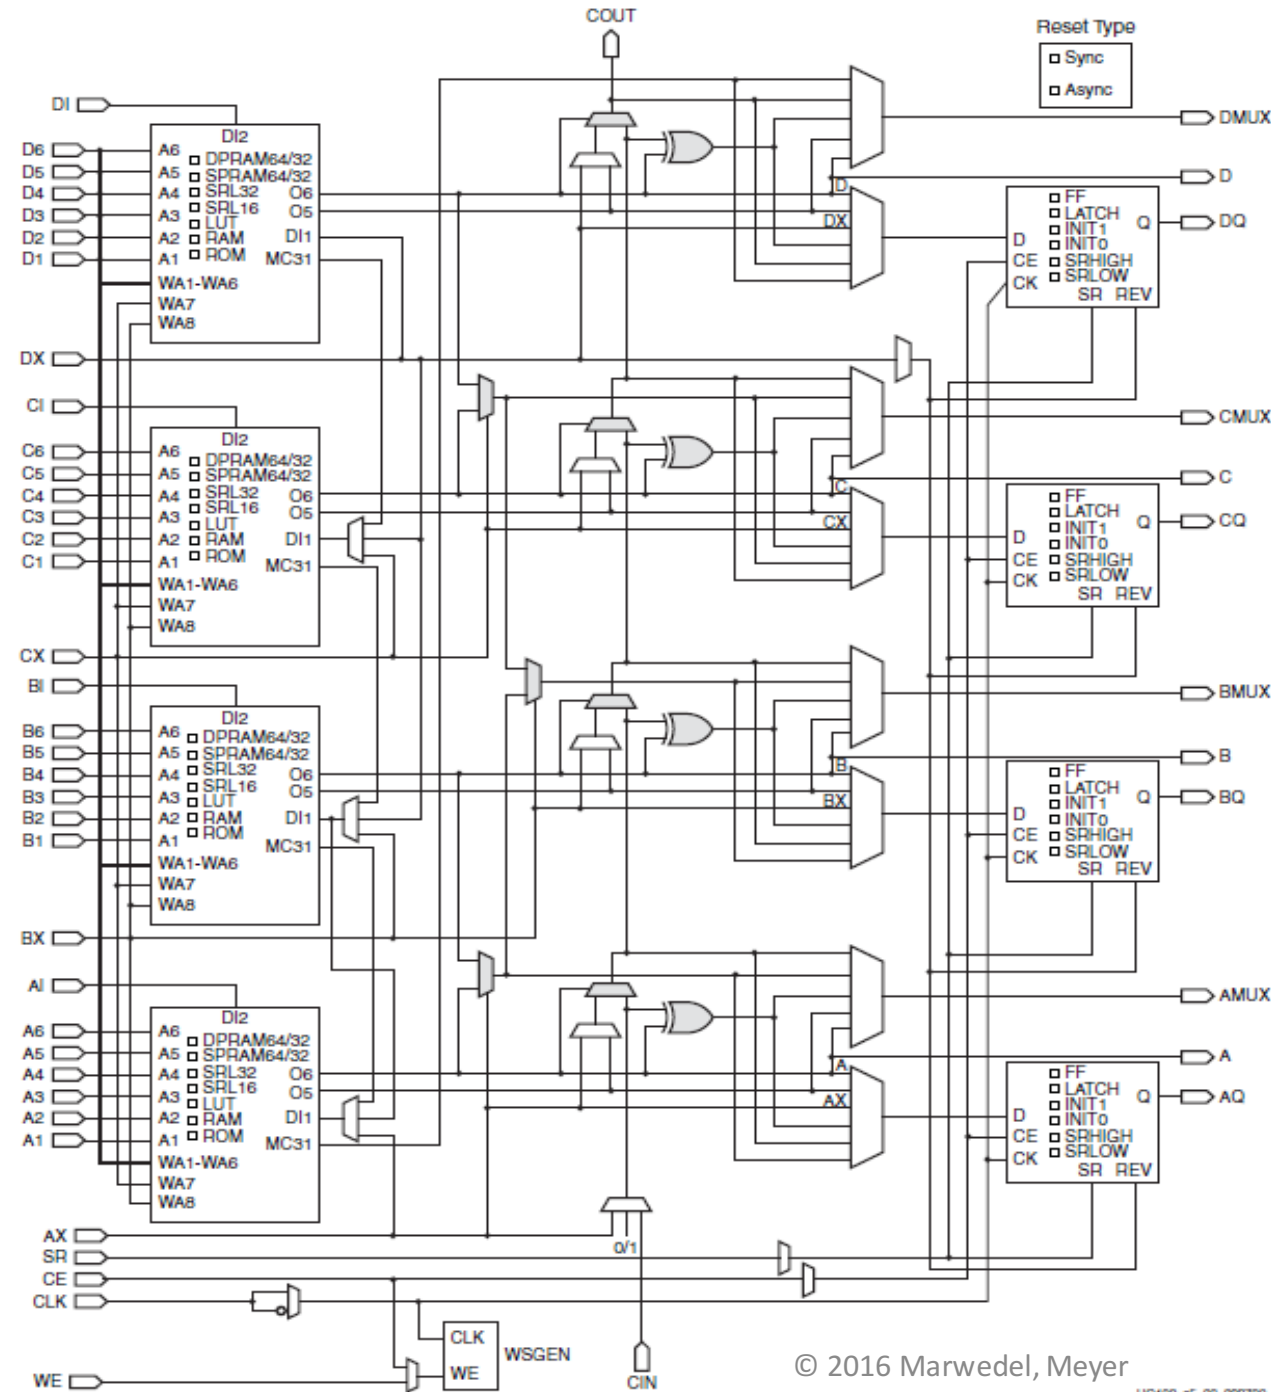 COUT
Reset Type
Sync
Async
DI
DI2
D6
D5
D4
D3
D2
D1
A6
A5
A4
A3
A2
A1
DPRAM64/32
SPRAM64/32
SRL32
SRL16
LUT
RAM
ROM
O6
O5
DI1
MC31
WA1-WA6
WA7
WA8
DMUX
D
D
DX
FF
LATCH
INIT1
INIT0
SRHIGH
SRLOW
D
CE
CK
Q
SR REV
DQ
DX
CI
DI2
C6
C5
C4
C3
C2
C1
A6
A5
A4
A3
A2
A1
DPRAM64/32
SPRAM64/32
SRL32
SRL16
LUT
RAM
ROM
O6
O5
DI1
MC31
WA1-WA6
WA7
WA8
CMUX
C
C
CX
FF
LATCH
INIT1
INIT0
SRHIGH
SRLOW
D
CE
CK
Q
SR REV
CQ
CX
BI
DI2
B6
B5
B4
B3
B2
B1
A6
A5
A4
A3
A2
A1
DPRAM64/32
SPRAM64/32
SRL32
SRL16
LUT
RAM
ROM
O6
O5
DI1
MC31
WA1-WA6
WA7
WA8
BMUX
B
B
BX
FF
LATCH
INIT1
INIT0
SRHIGH
SRLOW
D
CE
CK
Q
SR REV
BQ
BX
AI
DI2
A6
A5
A4
A3
A2
A1
A6
A5
A4
A3
A2
A1
DPRAM64/32
SPRAM64/32
SRL32
SRL16
LUT
RAM
ROM
O6
O5
DI1
MC31
WA1-WA6
WA7
WA8
AMUX
A
A
AX
FF
LATCH
INIT1
INIT0
SRHIGH
SRLOW
D
CE
CK
Q
SR REV
AQ
AX
0/1
SR
CE
CLK
CLK
WE
WSGEN
WE
CIN
© 2016 Marwedel, Meyer